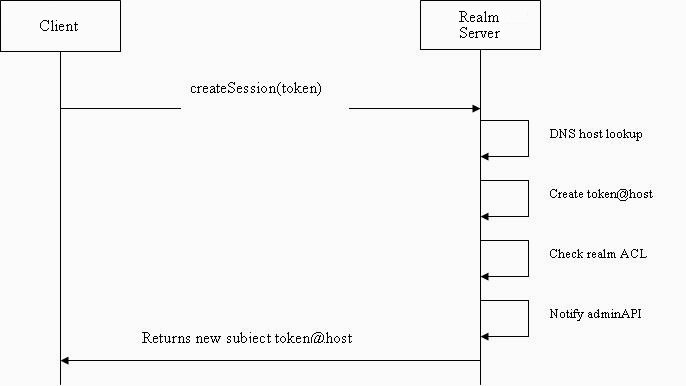 Client
Realm
Server
createSession(token)
DNS host lookup
Create token@host
Check realm ACL
Notify adminAPI
Returns new subject token@host